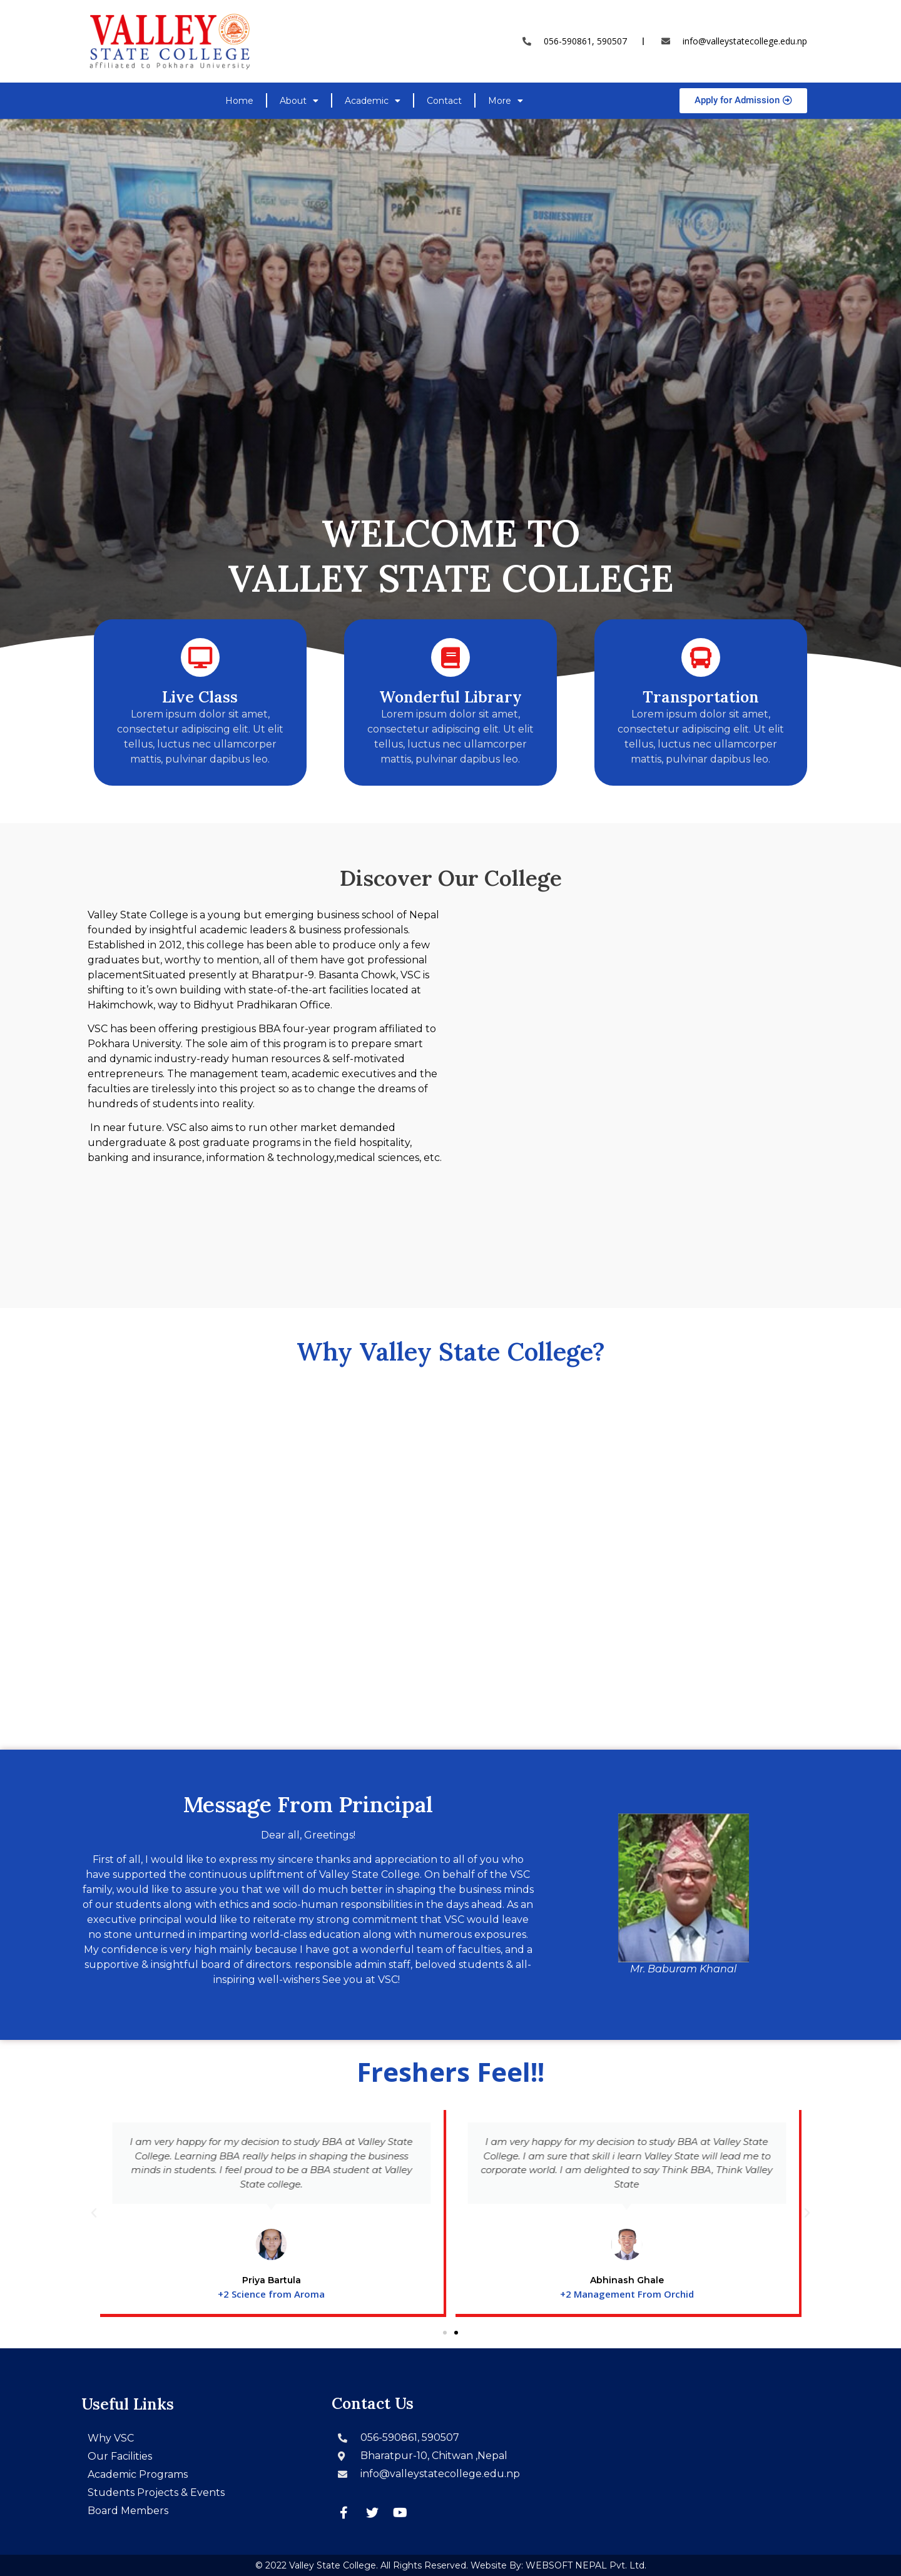 VALLEY
STATE COLLEGE
affiliated to Pokhara University
056-590861, 590507
info@valleystatecollege.edu.np
Home
About
Academic
Contact
More
Apply for Admission
BUSINESSWEEK
WELCOME TO
VALLEY STATE COLLEGE
Live Class
Lorem ipsum dolor sit amet,
consectetur adipiscing elit. Ut elit
tellus, luctus nec ullamcorper
mattis, pulvinar dapibus leo.
Wonderful Library
Lorem ipsum dolor sit amet,
consectetur adipiscing elit. Ut elit
tellus, luctus nec ullamcorper
mattis, pulvinar dapibus leo.
Transportation
Lorem ipsum dolor sit amet,
consectetur adipiscing elit. Ut elit
tellus, luctus nec ullamcorper
mattis, pulvinar dapibus leo.
Discover Our College
Valley State College is a young but emerging business school of Nepal
founded by insightful academic leaders & business professionals.
Established in 2012, this college has been able to produce only a few
graduates but, worthy to mention, all of them have got professional
placementSituated presently at Bharatpur-9. Basanta Chowk, VSC is
shifting to it’s own building with state-of-the-art facilities located at
Hakimchowk, way to Bidhyut Pradhikaran Office.
VSC has been offering prestigious BBA four-year program affiliated to
Pokhara University. The sole aim of this program is to prepare smart
and dynamic industry-ready human resources & self-motivated
entrepreneurs. The management team, academic executives and the
faculties are tirelessly into this project so as to change the dreams of
hundreds of students into reality.
In near future. VSC also aims to run other market demanded
undergraduate & post graduate programs in the field hospitality,
banking and insurance, information & technology,medical sciences, etc.
Why Valley State College?
Message From Principal
Dear all, Greetings!
First of all, I would like to express my sincere thanks and appreciation to all of you who
have supported the continuous upliftment of Valley State College. On behalf of the VSC
family, would like to assure you that we will do much better in shaping the business minds
of our students along with ethics and socio-human responsibilities in the days ahead. As an
executive principal would like to reiterate my strong commitment that VSC would leave
no stone unturned in imparting world-class education along with numerous exposures.
My confidence is very high mainly because I have got a wonderful team of faculties, and a
supportive & insightful board of directors. responsible admin staff, beloved students & all-
inspiring well-wishers See you at VSC!
Mr. Baburam Khanal
Freshers Feel!!
I am very happy for my decision to study BBA at Valley State
College. Learning BBA really helps in shaping the business
minds in students. I feel proud to be a BBA student at Valley
State college.
Priya Bartula
+2 Science from Aroma
I am very happy for my decision to study BBA at Valley State
College. I am sure that skill i learn Valley State will lead me to
corporate world. I am delighted to say Think BBA, Think Valley
State
Abhinash Ghale
+2 Management From Orchid
Useful Links
Why VSC
Our Facilities
Academic Programs
Students Projects & Events
Board Members
Contact Us
056-590861, 590507
Bharatpur-10, Chitwan ,Nepal
info@valleystatecollege.edu.np
© 2022 Valley State College. All Rights Reserved. Website By: WEBSOFT NEPAL Pvt. Ltd.